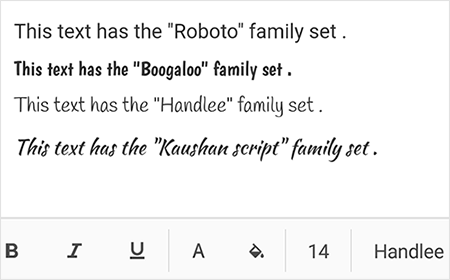 This text has the "Roboto" family set .
This text has the "Boogaloo" family set .
This text has the "Handlee" family set .
This text has the "Kaushan script" family set .
B I U A 14 Handlee